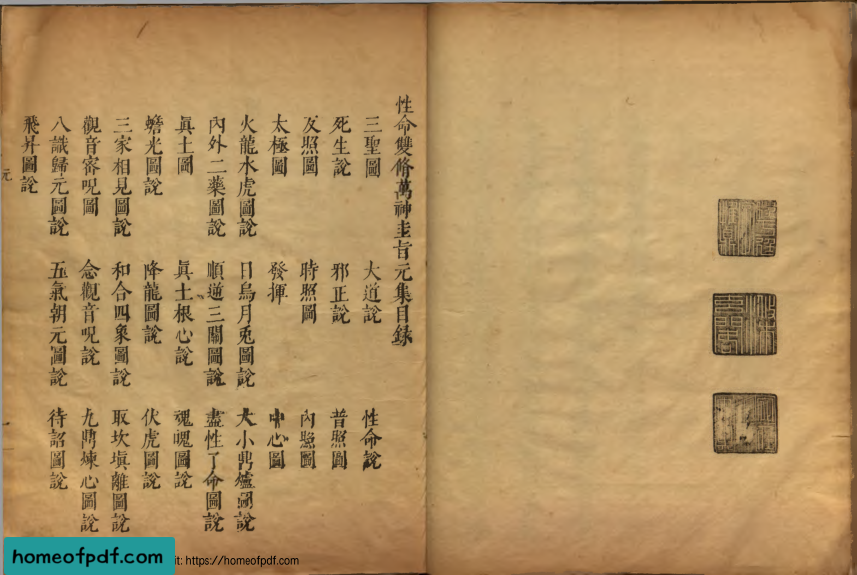 性命雙脩萬神圭旨元集目錄
三聖圖 大道說 性命說
死生說 邪正說 普照圖
反照圖 時照圖 內照圖
太極圖 發揮 中心圖
火龍水虎圖說 日烏月兎圖說 大小鼎爐圖說
內外二藥圖說 順逆三關圖說 盡性了命圖說
眞土圖 眞土根心說 魂魄圖說
蟾光圖說 降龍圖說 伏虎圖說
三家相見圖說 和合四象圖說 取坎塡離圖說
觀音密呪圖 念觀音呪說 九鼎煉心圖說
八識歸元圖說 五氣朝元圖說 待詔圖說
飛昇圖說
元
homeofpdf.com
it: https://homeofpdf.com